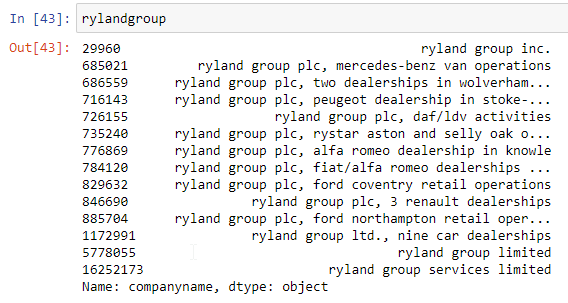 In [43]: rylandgroup
Out[43]: 29960 ryland group inc.
685021 ryland group plc, mercedes-benz van operations
686559 ryland group plc, two dealerships in wolverham...
716143 ryland group plc, peugeot dealership in stoke-...
726155 ryland group plc, daf/ldv activities
735240 ryland group plc, rystar aston and selly oak o...
776869 ryland group plc, alfa romeo dealership in knowle
784120 ryland group plc, fiat/alfa romeo dealerships ...
829632 ryland group plc, ford coventry retail operations
846690 ryland group plc, 3 renault dealerships
885704 ryland group plc, ford northampton retail oper...
1172991 ryland group ltd., nine car dealerships
5778055 ryland group limited
16252173 ryland group services limited
Name: companyname, dtype: object